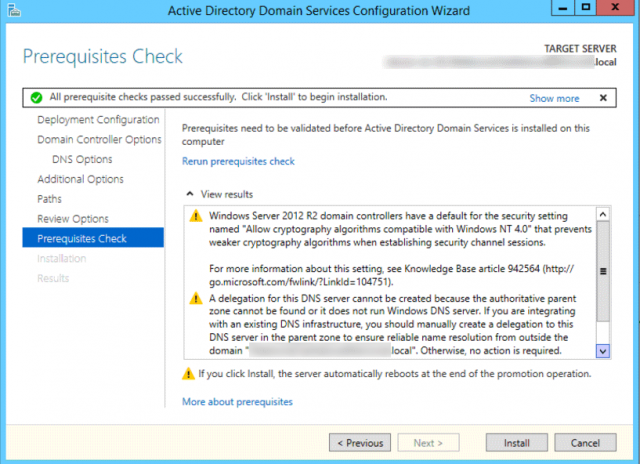 Active Directory Domain Services Configuration Wizard
Prerequisites Check
TARGET SERVER
.local
All prerequisite checks passed successfully. Click 'Install' to begin installation.
Show more
Deployment Configuration
Domain Controller Options
DNS Options
Additional Options
Paths
Review Options
Prerequisites Check
Installation
Results
Prerequisites need to be validated before Active Directory Domain Services is installed on this
computer
Rerun prerequisites check
View results
Windows Server 2012 R2 domain controllers have a default for the security setting
named "Allow cryptography algorithms compatible with Windows NT 4.0" that prevents
weaker cryptography algorithms when establishing security channel sessions.
For more information about this setting, see Knowledge Base article 942564 (http://
go.microsoft.com/fwlink/?LinkId=104751).
A delegation for this DNS server cannot be created because the authoritative parent
zone cannot be found or it does not run Windows DNS server. If you are integrating
with an existing DNS infrastructure, you should manually create a delegation to this
DNS server in the parent zone to ensure reliable name resolution from outside the
domain " local". Otherwise, no action is required.
If you click Install, the server automatically reboots at the end of the promotion operation.
More about prerequisites
< Previous
Next >
Install
Cancel